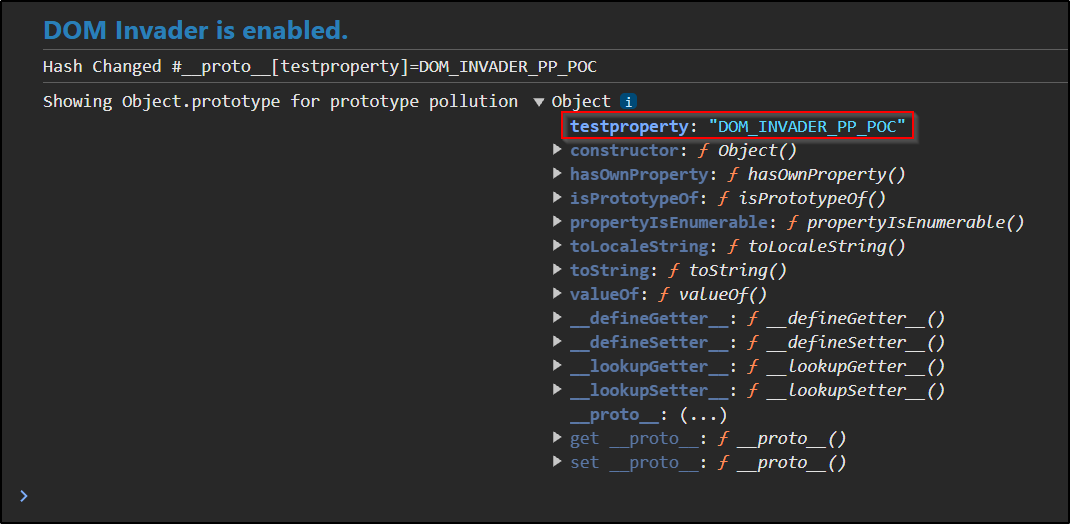 DOM Invader is enabled.
Hash Changed #__proto__[testproperty]=DOM_INVADER_PP_POC
Showing Object.prototype for prototype pollution ▼ Object i
testproperty: "DOM_INVADER_PP_POC"
▶ constructor: ƒ Object()
▶ hasOwnProperty: ƒ hasOwnProperty()
▶ isPrototypeOf: ƒ isPrototypeOf()
▶ propertyIsEnumerable: ƒ propertyIsEnumerable()
▶ toLocaleString: ƒ toLocaleString()
▶ toString: ƒ toString()
▶ valueOf: ƒ valueOf()
▶ __defineGetter__: ƒ __defineGetter__()
▶ __defineSetter__: ƒ __defineSetter__()
▶ __lookupGetter__: ƒ __lookupGetter__()
▶ __lookupSetter__: ƒ __lookupSetter__()
__proto__: (...)
▶ get __proto__: ƒ __proto__()
▶ set __proto__: ƒ __proto__()
>